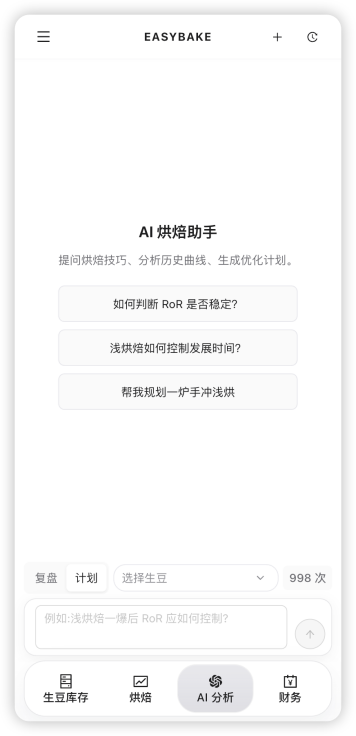 EASYBAKE
AI 烘焙助手
提问烘焙技巧、分析历史曲线、生成优化计划。
如何判断 RoR 是否稳定?
浅烘焙如何控制发展时间?
帮我规划一炉手冲浅烘
复盘 计划 选择生豆 998 次
例如:浅烘焙一爆后 RoR 应如何控制?
生豆库存 烘焙 AI 分析 财务